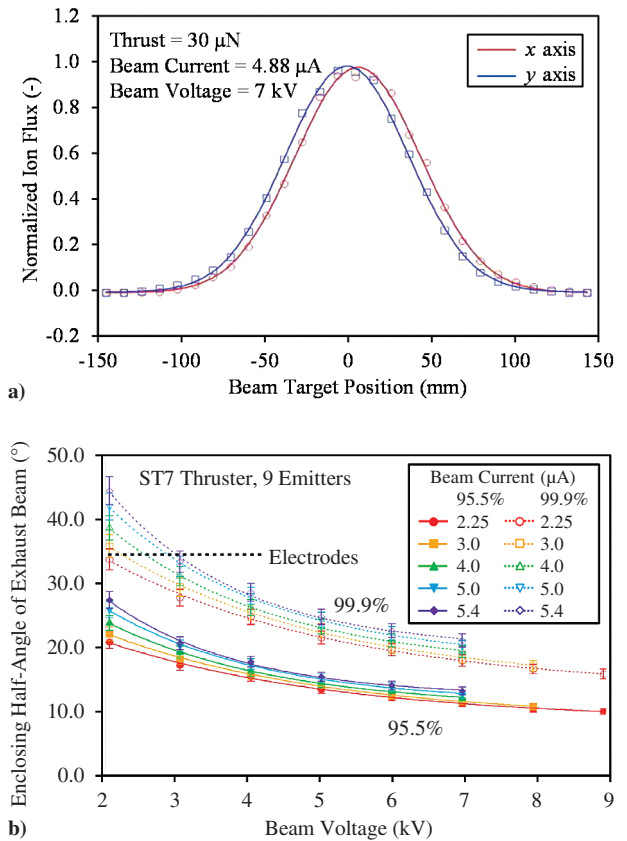 a)
Normalized Ion Flux (-)
1.2
1.0
0.8
0.6
0.4
0.2
0.0
-0.2
Thrust = 30 μN
Beam Current = 4.88 μA
Beam Voltage = 7 kV
x axis
y axis
-150 -100 -50 0 50 100 150
Beam Target Position (mm)
b)
Enclosing Half-Angle of Exhaust Beam (°)
50.0
40.0
30.0
20.0
10.0
0.0
ST7 Thruster, 9 Emitters
Electrodes
99.9%
95.5%
Beam Current (μA)
95.5% 99.9%
2.25 2.25
3.0 3.0
4.0 4.0
5.0 5.0
5.4 5.4
2 3 4 5 6 7 8 9
Beam Voltage (kV)